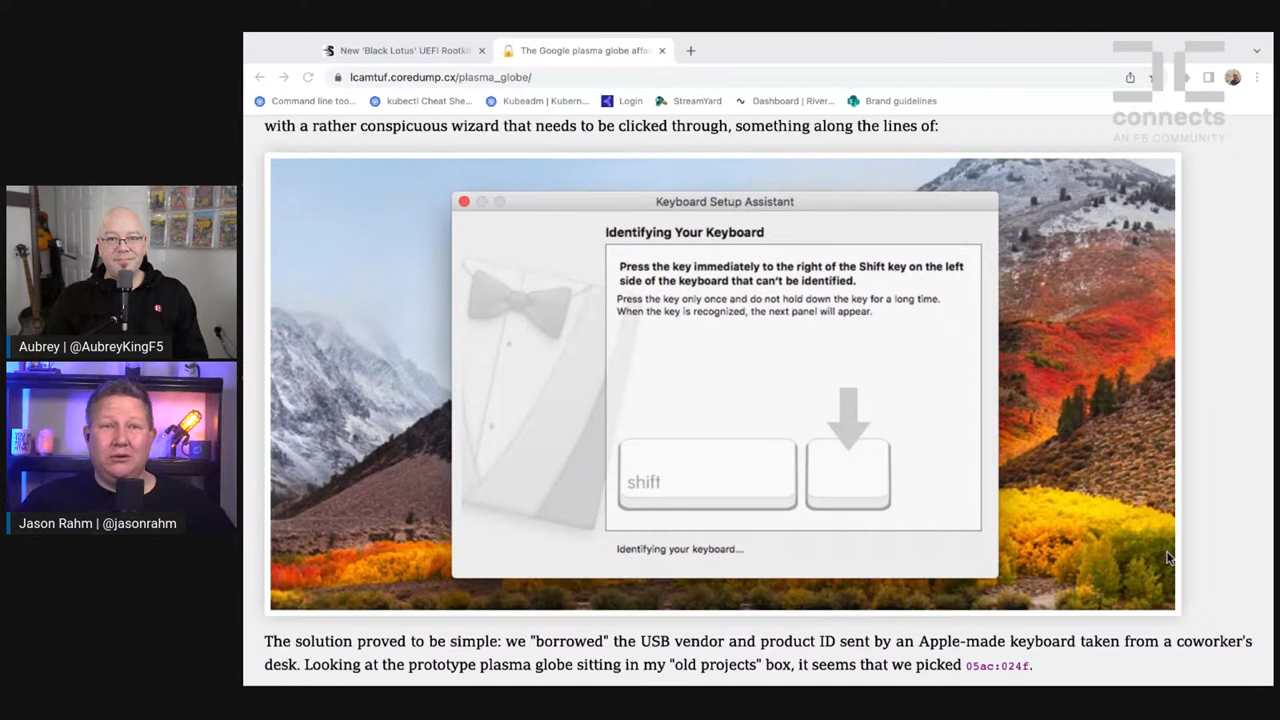 New 'Black Lotus' UEFI Rootki
The Google plasma globe affa
lcamtuf.coredump.cx/plasma_globe/
Command line too...
kubectl Cheat She...
Kubeadm | Kubern...
Login
StreamYard
Dashboard | River...
Brand guidelines
connects
AN F5 COMMUNITY
with a rather conspicuous wizard that needs to be clicked through, something along the lines of:
Keyboard Setup Assistant
Identifying Your Keyboard
Press the key immediately to the right of the Shift key on the left
side of the keyboard that can't be identified.
Press the key only once and do not hold down the key for a long time.
When the key is recognized, the next panel will appear.
shift
Identifying your keyboard...
Aubrey | @AubreyKingF5
Jason Rahm | @jasonrahm
The solution proved to be simple: we "borrowed" the USB vendor and product ID sent by an Apple-made keyboard taken from a coworker's
desk. Looking at the prototype plasma globe sitting in my "old projects" box, it seems that we picked 05ac:024f.